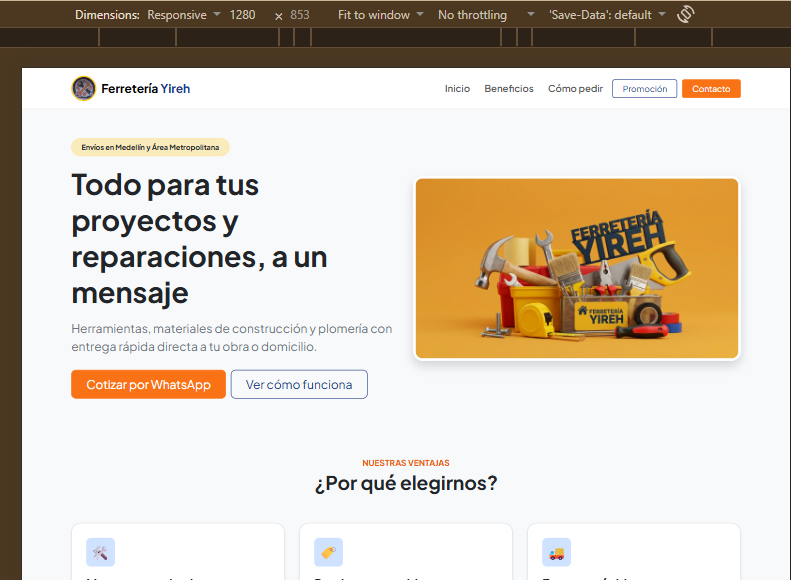 Dimensions: Responsive 1280 × 853 Fit to window No throttling 'Save-Data': default
Ferretería Yireh
Inicio Beneficios Cómo pedir Promoción Contacto
Envíos en Medellín y Área Metropolitana
Todo para tus
proyectos y
reparaciones, a un
mensaje
Herramientas, materiales de construcción y plomería con
entrega rápida directa a tu obra o domicilio.
Cotizar por WhatsApp Ver cómo funciona
FERRETERÍA
YIREH
FERRETERÍA
YIREH
NUESTRAS VENTAJAS
¿Por qué elegirnos?